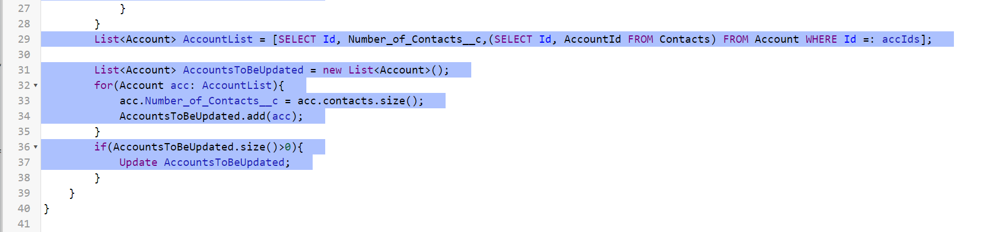 27 }
28 }
29 List<Account> AccountList = [SELECT Id, Number_of_Contacts__c,(SELECT Id, AccountId FROM Contacts) FROM Account WHERE Id =: accIds];
30
31 List<Account> AccountsToBeUpdated = new List<Account>();
32 for(Account acc: AccountList){
33 acc.Number_of_Contacts__c = acc.contacts.size();
34 AccountsToBeUpdated.add(acc);
35 }
36 if(AccountsToBeUpdated.size()>0){
37 Update AccountsToBeUpdated;
38 }
39 }
40 }
41